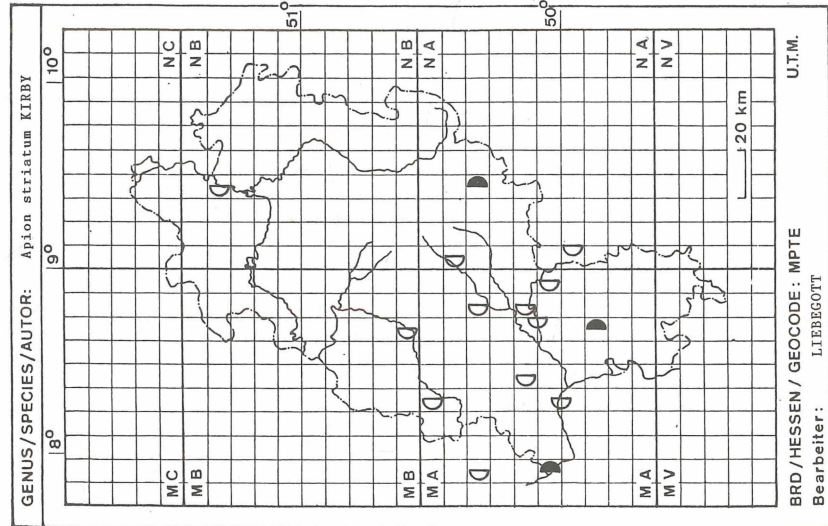 GENUS/SPECIES/AUTOR: Apion striatum KIRBY
8° 9° 10°
MC NC
MB NB
51°
MB NB
MA NA
50°
MA NA
MV NV
20 km
BRD/HESSEN/GEOCODE: MPTE U.T.M.
Bearbeiter: LIEBEGOTT